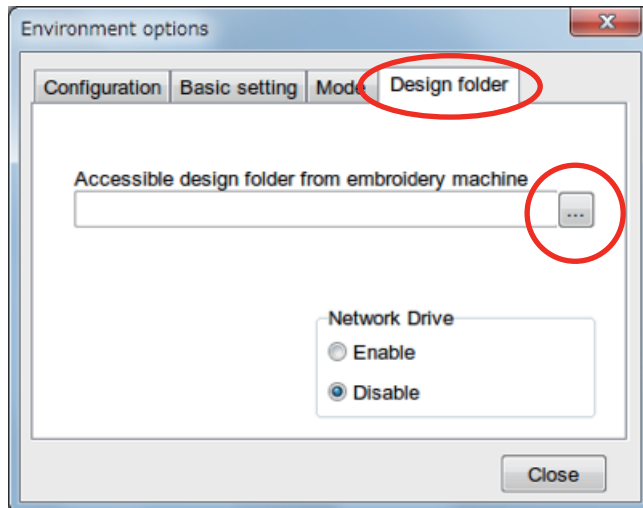 Environment options
Configuration Basic setting Mode Design folder
Accessible design folder from embroidery machine
...
Network Drive
Enable
Disable
Close